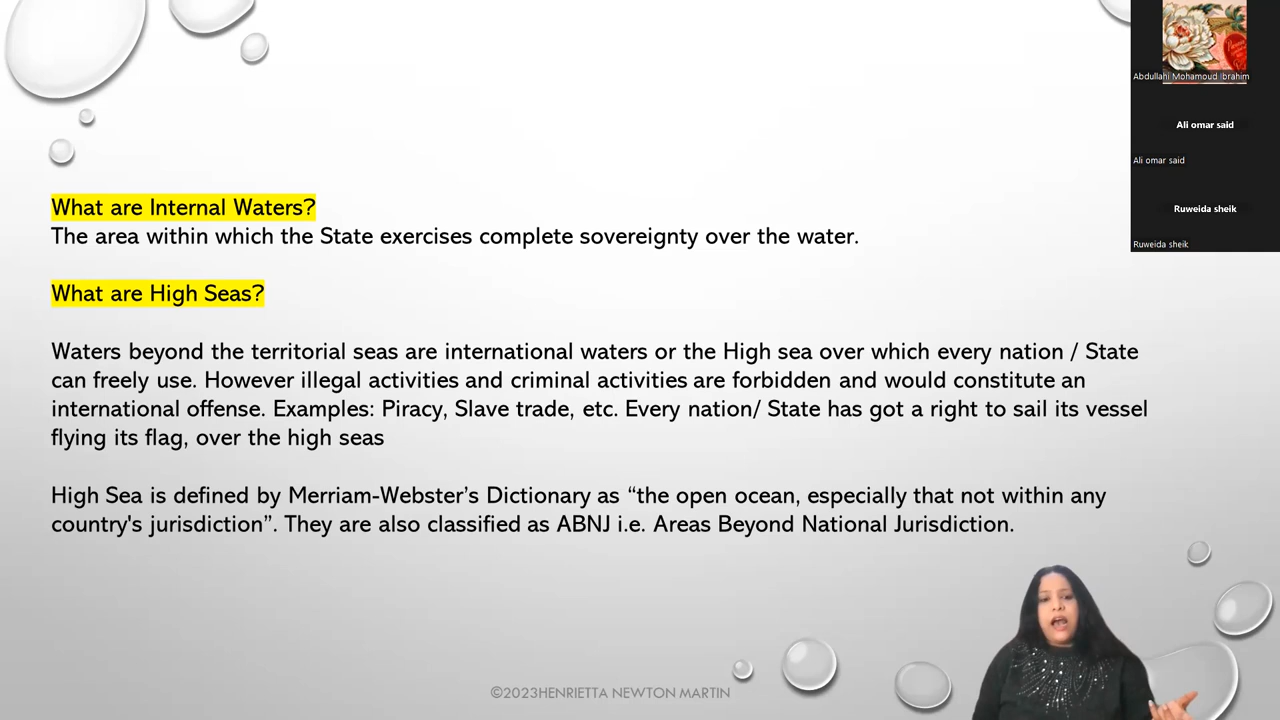 What are Internal Waters?
The area within which the State exercises complete sovereignty over the water.
What are High Seas?
Waters beyond the territorial seas are international waters or the High sea over which every nation / State
can freely use. However illegal activities and criminal activities are forbidden and would constitute an
international offense. Examples: Piracy, Slave trade, etc. Every nation/ State has got a right to sail its vessel
flying its flag, over the high seas
High Sea is defined by Merriam-Webster’s Dictionary as “the open ocean, especially that not within any
country's jurisdiction”. They are also classified as ABNJ i.e. Areas Beyond National Jurisdiction.
©2023HENRIETTA NEWTON MARTIN
Abdullahi Mohamoud Ibrahim
Ali omar said
Ali omar said
Ruweida sheik
Ruweida sheik